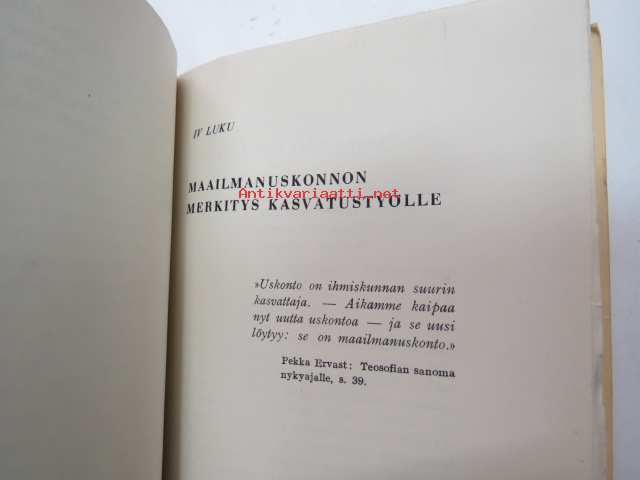 IV LUKU
MAAILMANUSKONNON
Antikvariaatti.net
MERKITYS KASVATUSTYÖLLE
»Uskonto on ihmiskunnan suurin
kasvattaja. — Aikamme kaipaa
nyt uutta uskontoa — ja se uusi
löytyy: se on maailmanuskonto.»
Pekka Ervast: Teosofian sanoma
nykyajalle, s. 39.